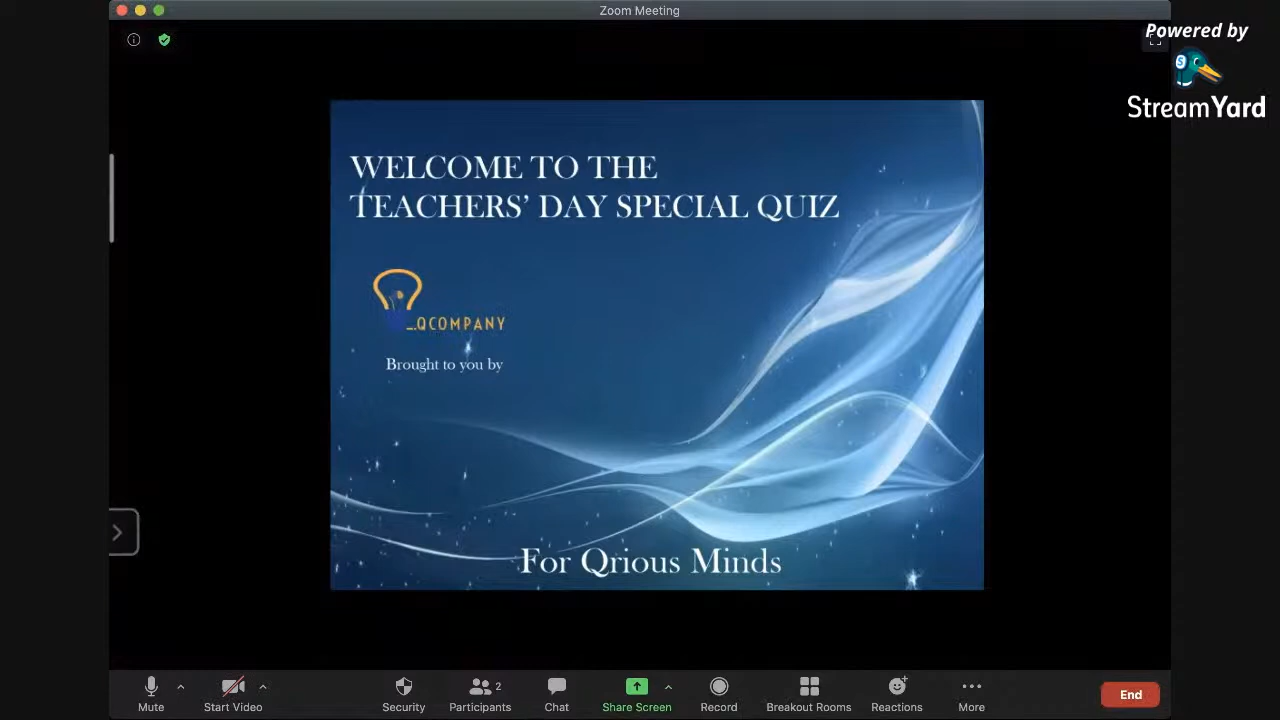 Zoom Meeting
Powered by
StreamYard
WELCOME TO THE
TEACHERS’ DAY SPECIAL QUIZ
...QCOMPANY
Brought to you by
For Qrious Minds
Mute
Start Video
Security
Participants
2
Chat
Share Screen
Record
Breakout Rooms
Reactions
More
End